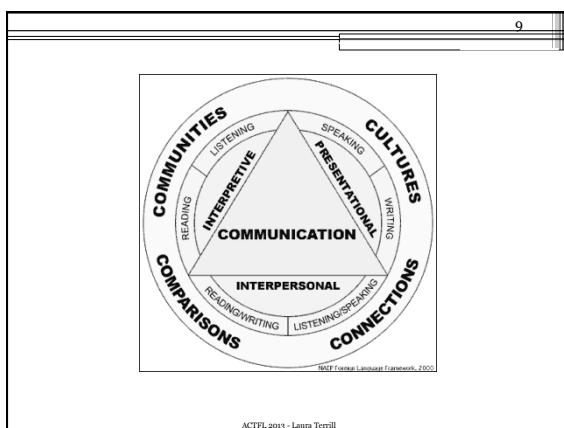 9
COMMUNITIES
CULTURES
LISTENING
SPEAKING
INTERPRETIVE
PRESENTATIONAL
READING
WRITING
COMMUNICATION
INTERPERSONAL
READING/WRITING
LISTENING/SPEAKING
COMPARISONS
CONNECTIONS
NAEP Foreign Language Framework, 2000
ACTFL 2013 - Laura Terrill